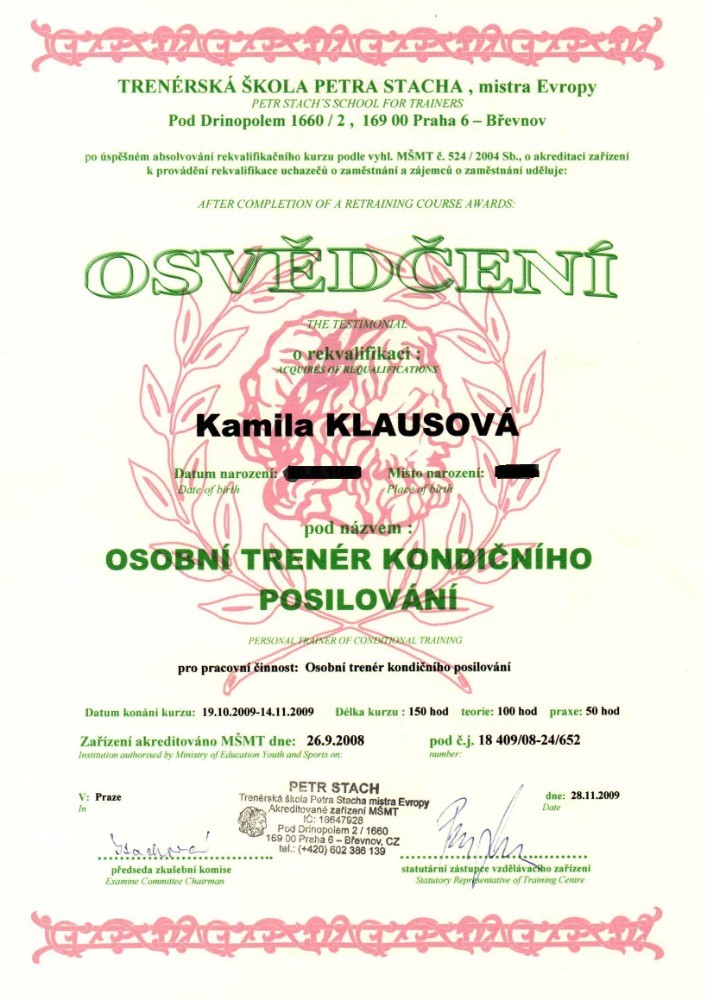 TRENÉRSKÁ ŠKOLA PETRA STACHA , mistra Evropy
PETR STACH'S SCHOOL FOR TRAINERS
Pod Drinopolem 1660 / 2 , 169 00 Praha 6 – Břevnov
po úspěšném absolvování rekvalifikačního kurzu podle vyhl. MŠMT č. 524 / 2004 Sb., o akreditaci zařízení
k provádění rekvalifikace uchazečů o zaměstnání a zájemců o zaměstnání uděluje:
AFTER COMPLETION OF A RETRAINING COURSE AWARDS:
OSVĚDČENÍ
THE TESTIMONIAL
o rekvalifikaci :
ACQUIRES OF REQUALIFICATIONS
Kamila KLAUSOVÁ
Datum narození: Místo narození:
Date of birth Place of birth
pod názvem :
OSOBNÍ TRENÉR KONDIČNÍHO
POSILOVÁNÍ
PERSONAL TRAINER OF CONDITIONAL TRAINING
pro pracovní činnost: Osobní trenér kondičního posilování
Datum konání kurzu: 19.10.2009-14.11.2009 Délka kurzu : 150 hod teorie: 100 hod praxe: 50 hod
Zařízení akreditováno MŠMT dne: 26.9.2008 pod č.j. 18 409/08-24/652
Institution authorised by Ministry of Education Youth and Sports on: number:
V: Praze dne: 28.11.2009
In Date
PETR STACH
Trenérská škola Petra Stacha mistra Evropy
Akreditované zařízení MŠMT
IČ: 18647928
Pod Drinopolem 2 / 1660
169 00 Praha 6 – Břevnov, CZ
tel.: (+420) 602 386 139
předseda zkušební komise statutární zástupce vzdělávacího zařízení
Examine Committee Chairman Statutory Representative of Training Centre